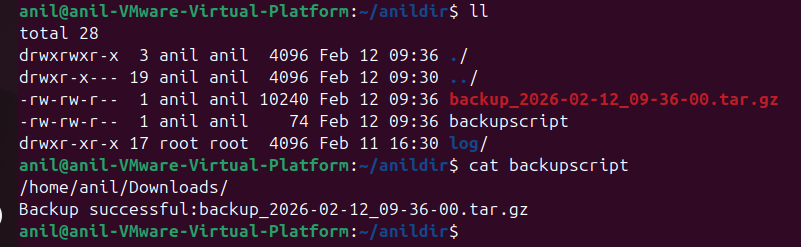 anil@anil-VMware-Virtual-Platform:~/anildir$ ll
total 28
drwxrwxr-x  3 anil anil  4096 Feb 12 09:36 ./
drwxr-x--- 19 anil anil  4096 Feb 12 09:30 ../
-rw-rw-r--  1 anil anil 10240 Feb 12 09:36 backup_2026-02-12_09-36-00.tar.gz
-rw-rw-r--  1 anil anil    74 Feb 12 09:36 backupscript
drwxr-xr-x 17 root root  4096 Feb 11 16:30 log/
anil@anil-VMware-Virtual-Platform:~/anildir$ cat backupscript
/home/anil/Downloads/
Backup successful:backup_2026-02-12_09-36-00.tar.gz
anil@anil-VMware-Virtual-Platform:~/anildir$